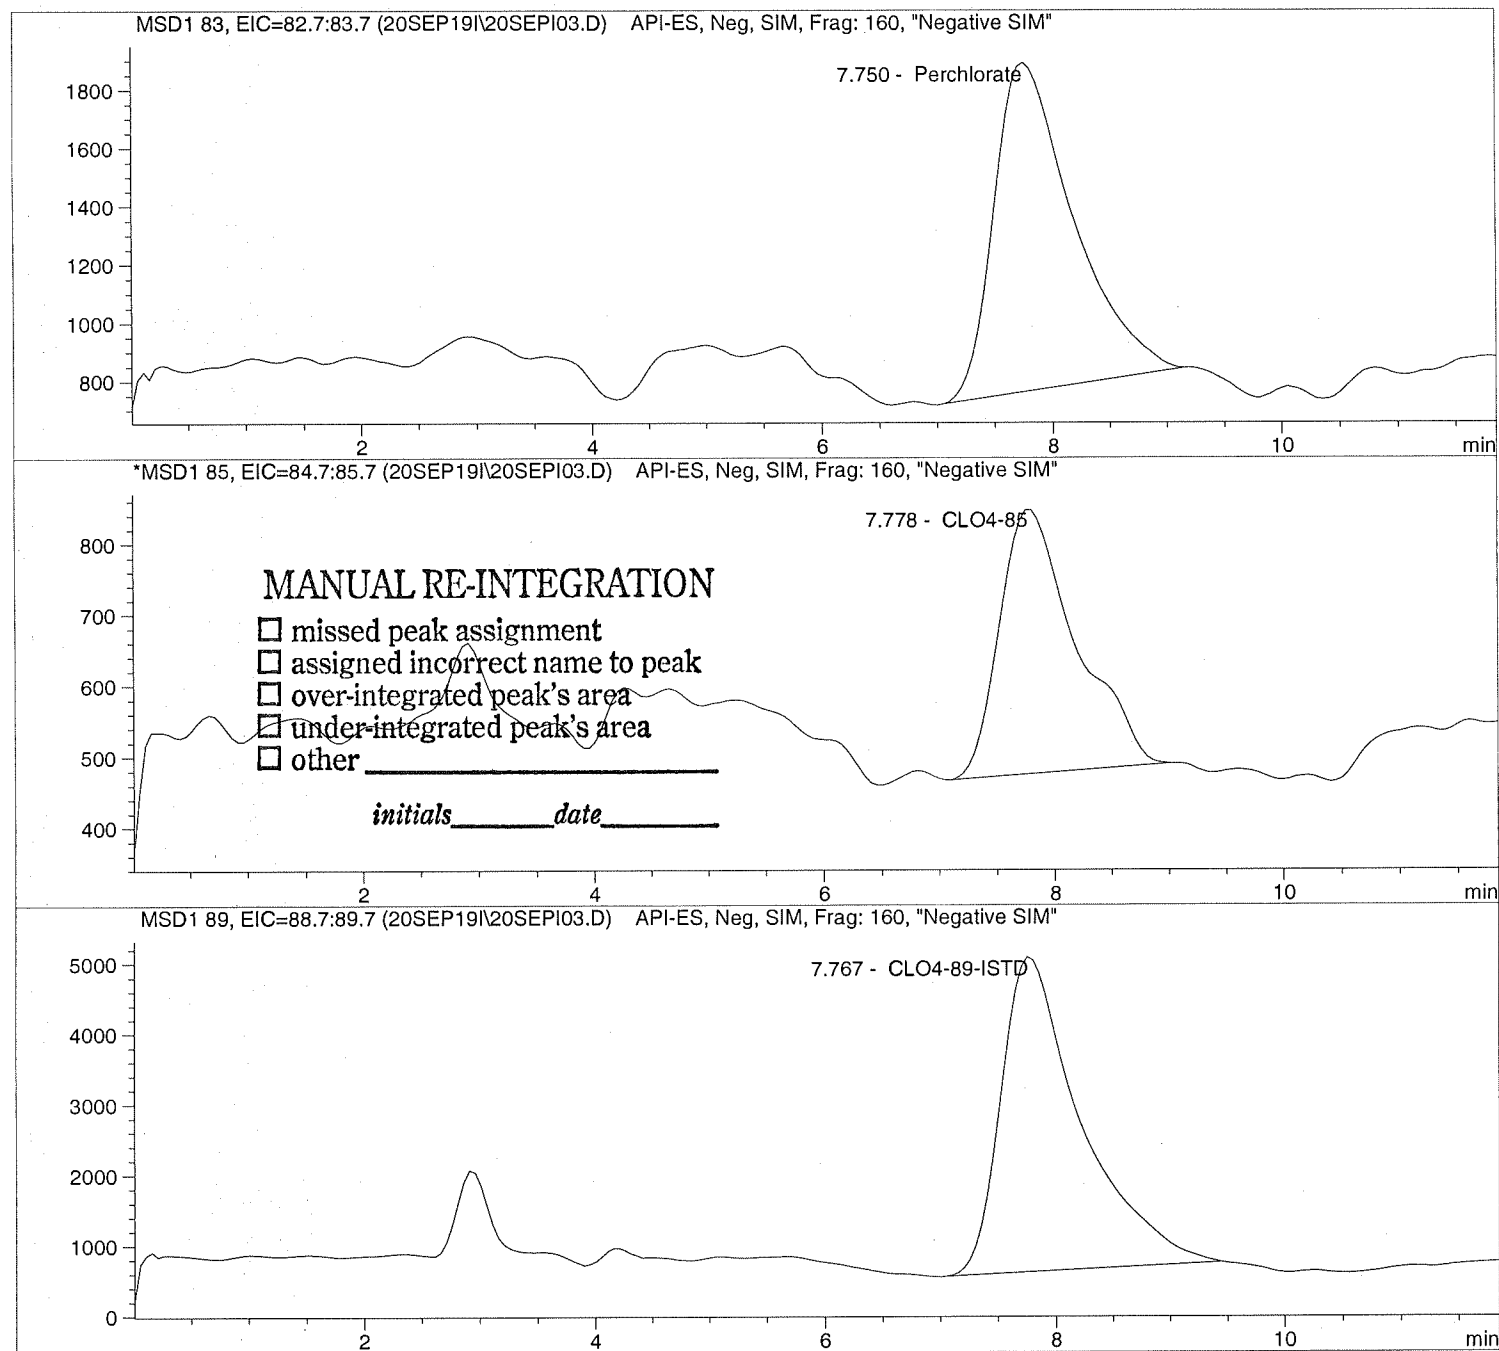 MSD1 83, EIC=82.7:83.7 (20SEP19I\20SEPI03.D) API-ES, Neg, SIM, Frag: 160, "Negative SIM"
7.750 - Perchlorate
1800
1600
1400
1200
1000
800
2 4 6 8 10 min
*MSD1 85, EIC=84.7:85.7 (20SEP19I\20SEPI03.D) API-ES, Neg, SIM, Frag: 160, "Negative SIM"
7.778 - CLO4-85
800
700
600
500
400
MANUAL RE-INTEGRATION
missed peak assignment
assigned incorrect name to peak
over-integrated peak's area
under-integrated peak's area
other
initials date
2 4 6 8 10 min
MSD1 89, EIC=88.7:89.7 (20SEP19I\20SEPI03.D) API-ES, Neg, SIM, Frag: 160, "Negative SIM"
7.767 - CLO4-89-ISTD
5000
4000
3000
2000
1000
0
2 4 6 8 10 min